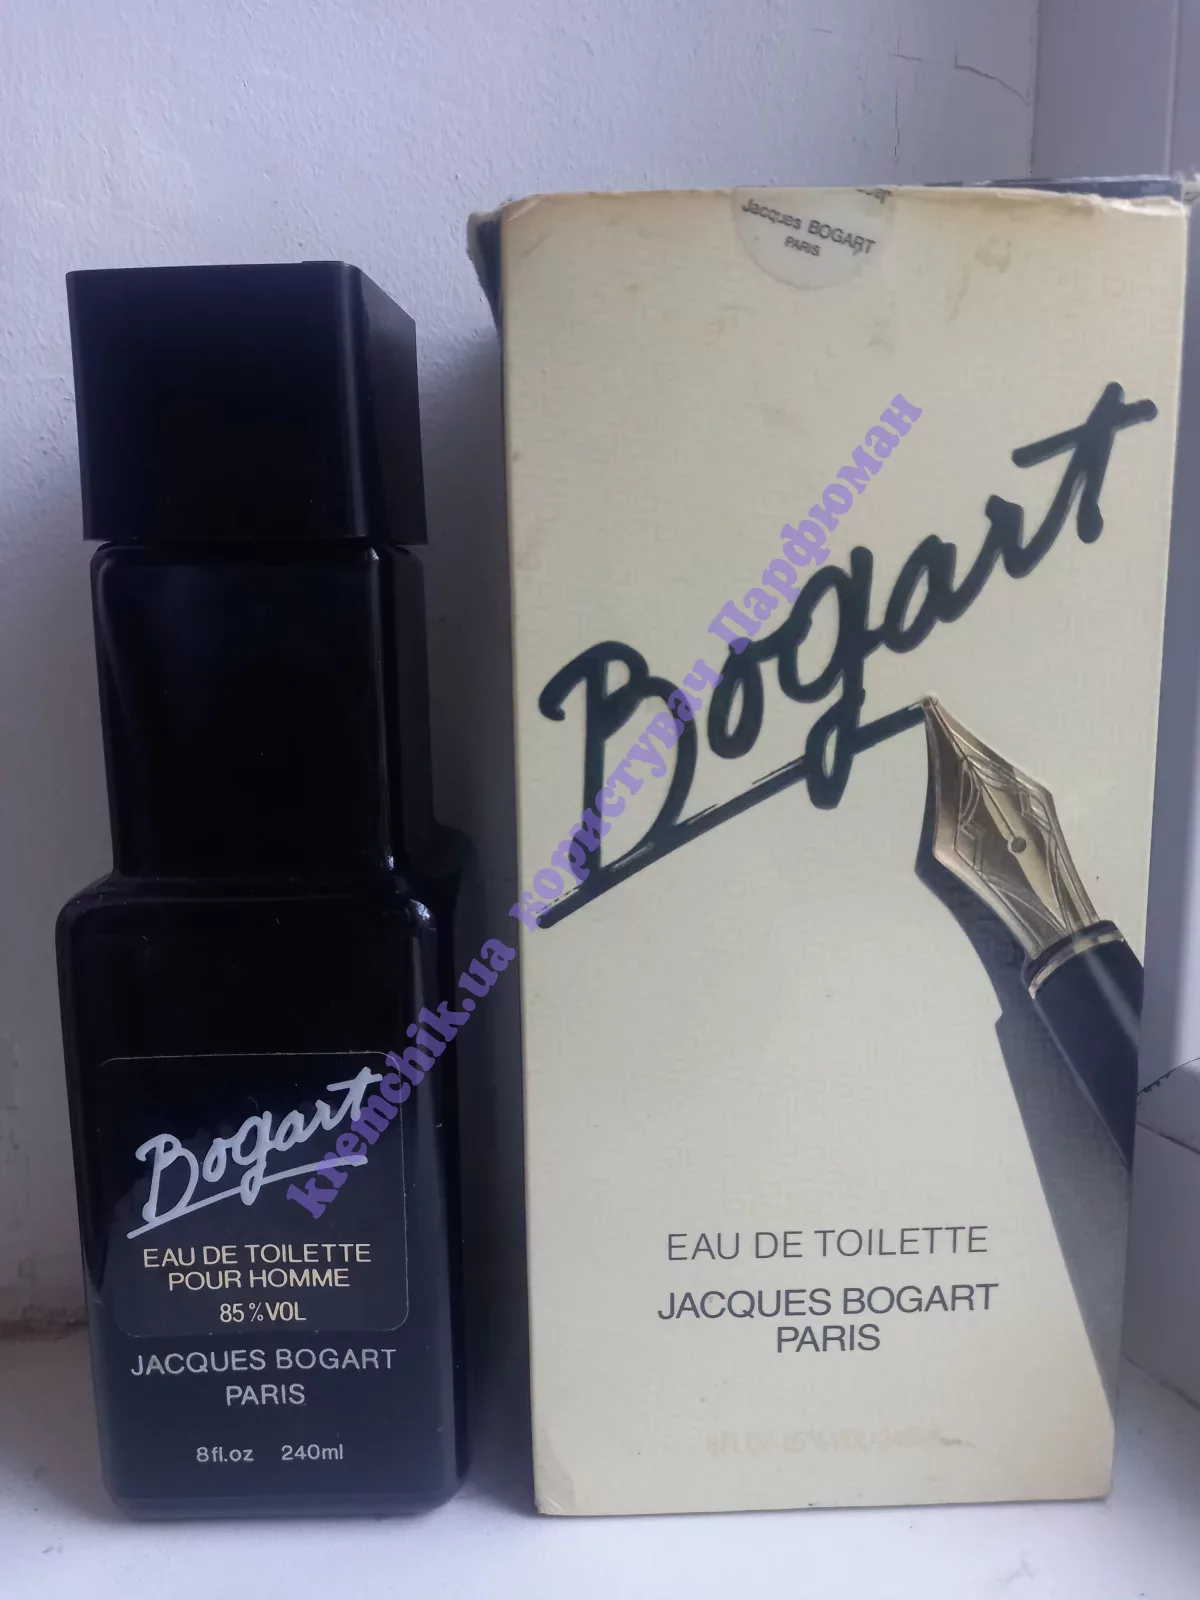 Jacques BOGART
PARIS
Bogart
EAU DE TOILETTE
JACQUES BOGART
PARIS
Bogart
EAU DE TOILETTE
POUR HOMME
85% VOL
JACQUES BOGART
PARIS
8fl.oz 240ml
kremchik.ua користувач Парфюман